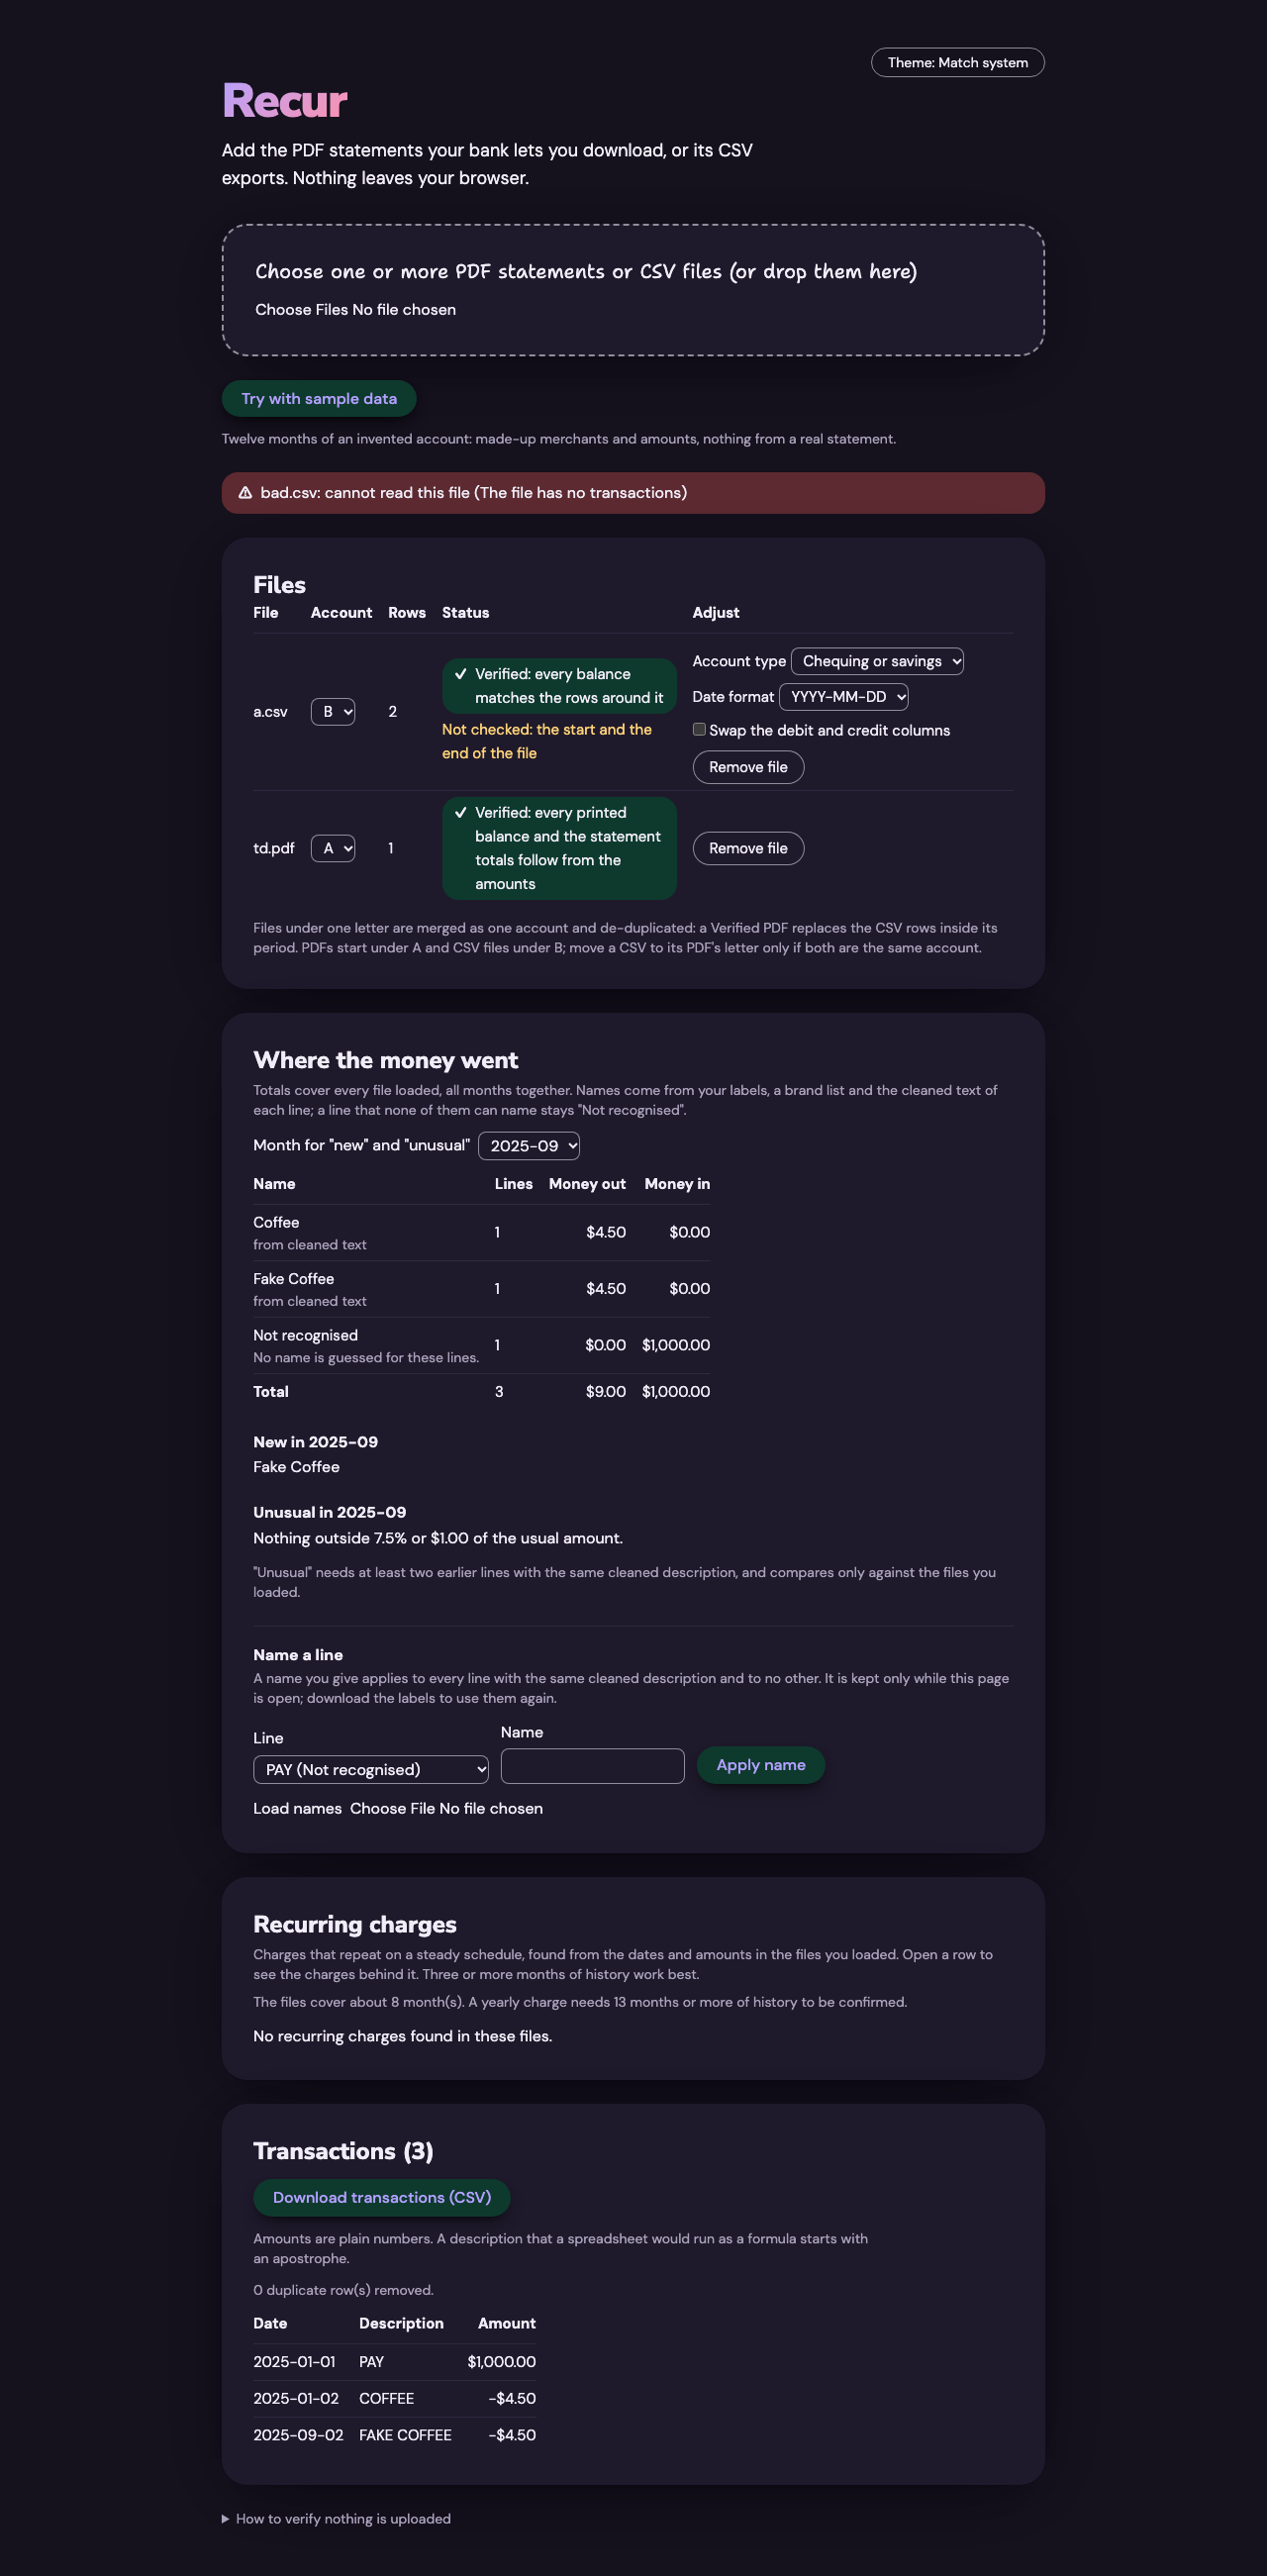 Theme: Match system
Recur
Add the PDF statements your bank lets you download, or its CSV
exports. Nothing leaves your browser.
Choose one or more PDF statements or CSV files (or drop them here)
Choose Files No file chosen
Try with sample data
Twelve months of an invented account: made-up merchants and amounts, nothing from a real statement.
⚠ bad.csv: cannot read this file (The file has no transactions)
Files
File Account Rows Status Adjust
a.csv B 2
✓ Verified: every balance
matches the rows around it
Not checked: the start and the
end of the file
Account type Chequing or savings
Date format YYYY-MM-DD
Swap the debit and credit columns
Remove file
td.pdf A 1
✓ Verified: every printed
balance and the statement
totals follow from the
amounts
Remove file
Files under one letter are merged as one account and de-duplicated: a Verified PDF replaces the CSV rows inside its
period. PDFs start under A and CSV files under B; move a CSV to its PDF's letter only if both are the same account.
Where the money went
Totals cover every file loaded, all months together. Names come from your labels, a brand list and the cleaned text of
each line; a line that none of them can name stays "Not recognised".
Month for "new" and "unusual" 2025-09
Name Lines Money out Money in
Coffee
from cleaned text
1 $4.50 $0.00
Fake Coffee
from cleaned text
1 $4.50 $0.00
Not recognised
No name is guessed for these lines.
1 $0.00 $1,000.00
Total 3 $9.00 $1,000.00
New in 2025-09
Fake Coffee
Unusual in 2025-09
Nothing outside 7.5% or $1.00 of the usual amount.
"Unusual" needs at least two earlier lines with the same cleaned description, and compares only against the files you
loaded.
Name a line
A name you give applies to every line with the same cleaned description and to no other. It is kept only while this page
is open; download the labels to use them again.
Line
PAY (Not recognised)
Name
Apply name
Load names Choose File No file chosen
Recurring charges
Charges that repeat on a steady schedule, found from the dates and amounts in the files you loaded. Open a row to
see the charges behind it. Three or more months of history work best.
The files cover about 8 month(s). A yearly charge needs 13 months or more of history to be confirmed.
No recurring charges found in these files.
Transactions (3)
Download transactions (CSV)
Amounts are plain numbers. A description that a spreadsheet would run as a formula starts with
an apostrophe.
0 duplicate row(s) removed.
Date Description Amount
2025-01-01 PAY $1,000.00
2025-01-02 COFFEE -$4.50
2025-09-02 FAKE COFFEE -$4.50
How to verify nothing is uploaded